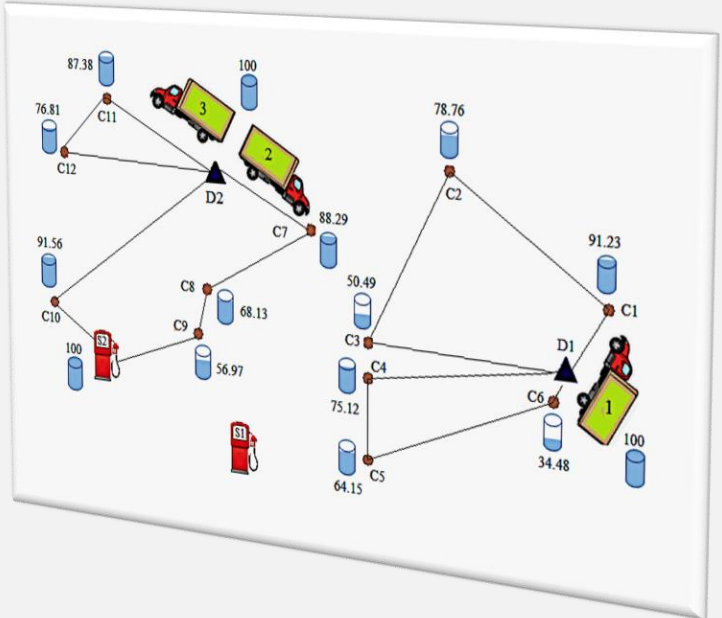 87.38
100
3
76.81
C11
78.76
2
C12
D2
C2
C7
88.29
91.56
91.23
C8
50.49
68.13
C10
C9
C1
S2
C3
D1
C4
100
56.97
C6
75.12
1
S1
100
64.15
C5
34.48